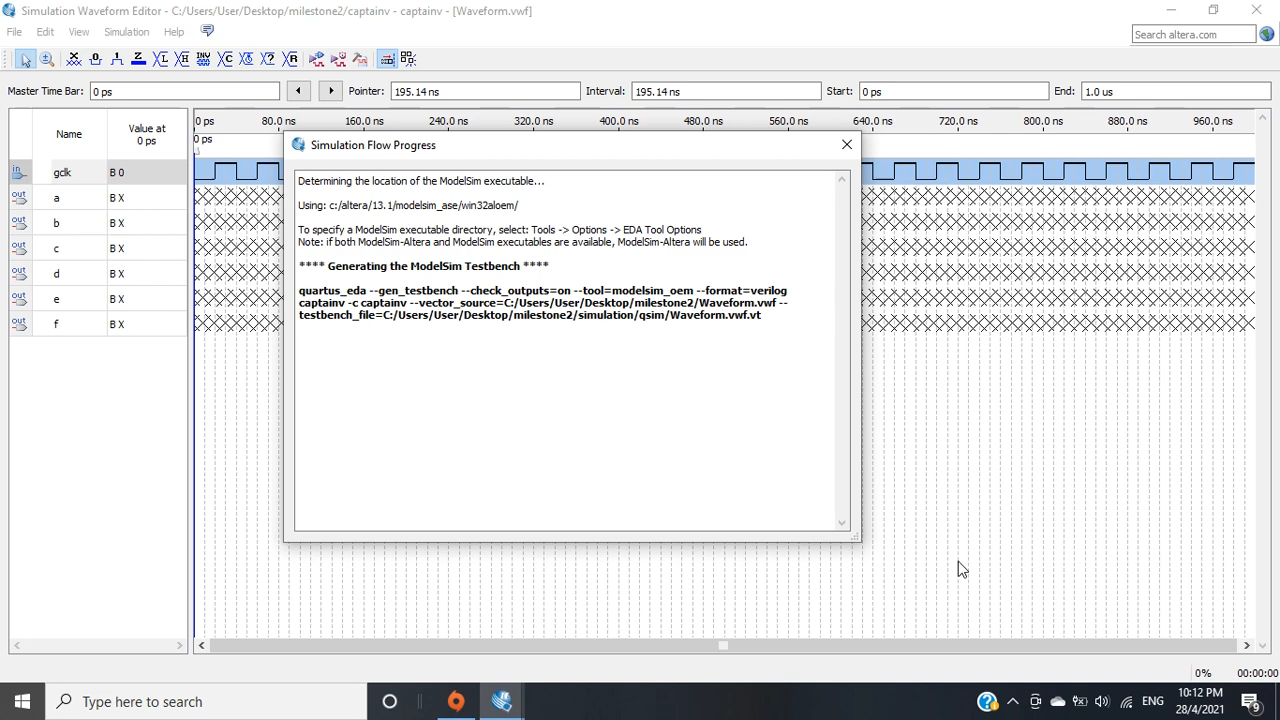 Simulation Waveform Editor - C:/Users/User/Desktop/milestone2/captainv - captainv - [Waveform.vwf]
File Edit View Simulation Help
Search altera.com
Master Time Bar: 0 ps Pointer: 195.14 ns Interval: 195.14 ns Start: 0 ps End: 1.0 us
Name Value at 0 ps
0 ps 80.0 ns 160.0 ns 240.0 ns 320.0 ns 400.0 ns 480.0 ns 560.0 ns 640.0 ns 720.0 ns 800.0 ns 880.0 ns 960.0 ns
0 ps
in gclk B 0
out a B X
out b B X
out c B X
out d B X
out e B X
out f B X
Simulation Flow Progress
Determining the location of the ModelSim executable...
Using: c:/altera/13.1/modelsim_ase/win32aloem/
To specify a ModelSim executable directory, select: Tools -> Options -> EDA Tool Options
Note: if both ModelSim-Altera and ModelSim executables are available, ModelSim-Altera will be used.
**** Generating the ModelSim Testbench ****
quartus_eda --gen_testbench --check_outputs=on --tool=modelsim_oem --format=verilog
captainv -c captainv --vector_source=C:/Users/User/Desktop/milestone2/Waveform.vwf --
testbench_file=C:/Users/User/Desktop/milestone2/simulation/qsim/Waveform.vwf.vt
0% 00:00:00
Type here to search
ENG
10:12 PM
28/4/2021
9